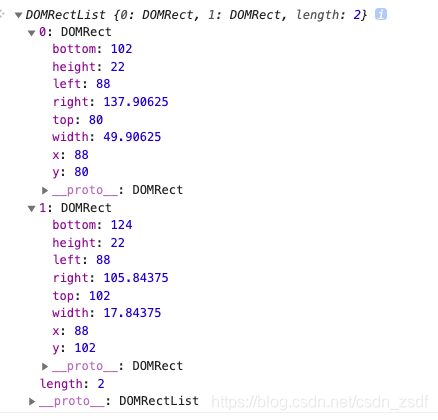 DOMRectList {0: DOMRect, 1: DOMRect, length: 2} i
0: DOMRect
bottom: 102
height: 22
left: 88
right: 137.90625
top: 80
width: 49.90625
x: 88
y: 80
__proto__: DOMRect
1: DOMRect
bottom: 124
height: 22
left: 88
right: 105.84375
top: 102
width: 17.84375
x: 88
y: 102
__proto__: DOMRect
length: 2
__proto__: DOMRectList https://blog.csdn.net/csdn_zsdf